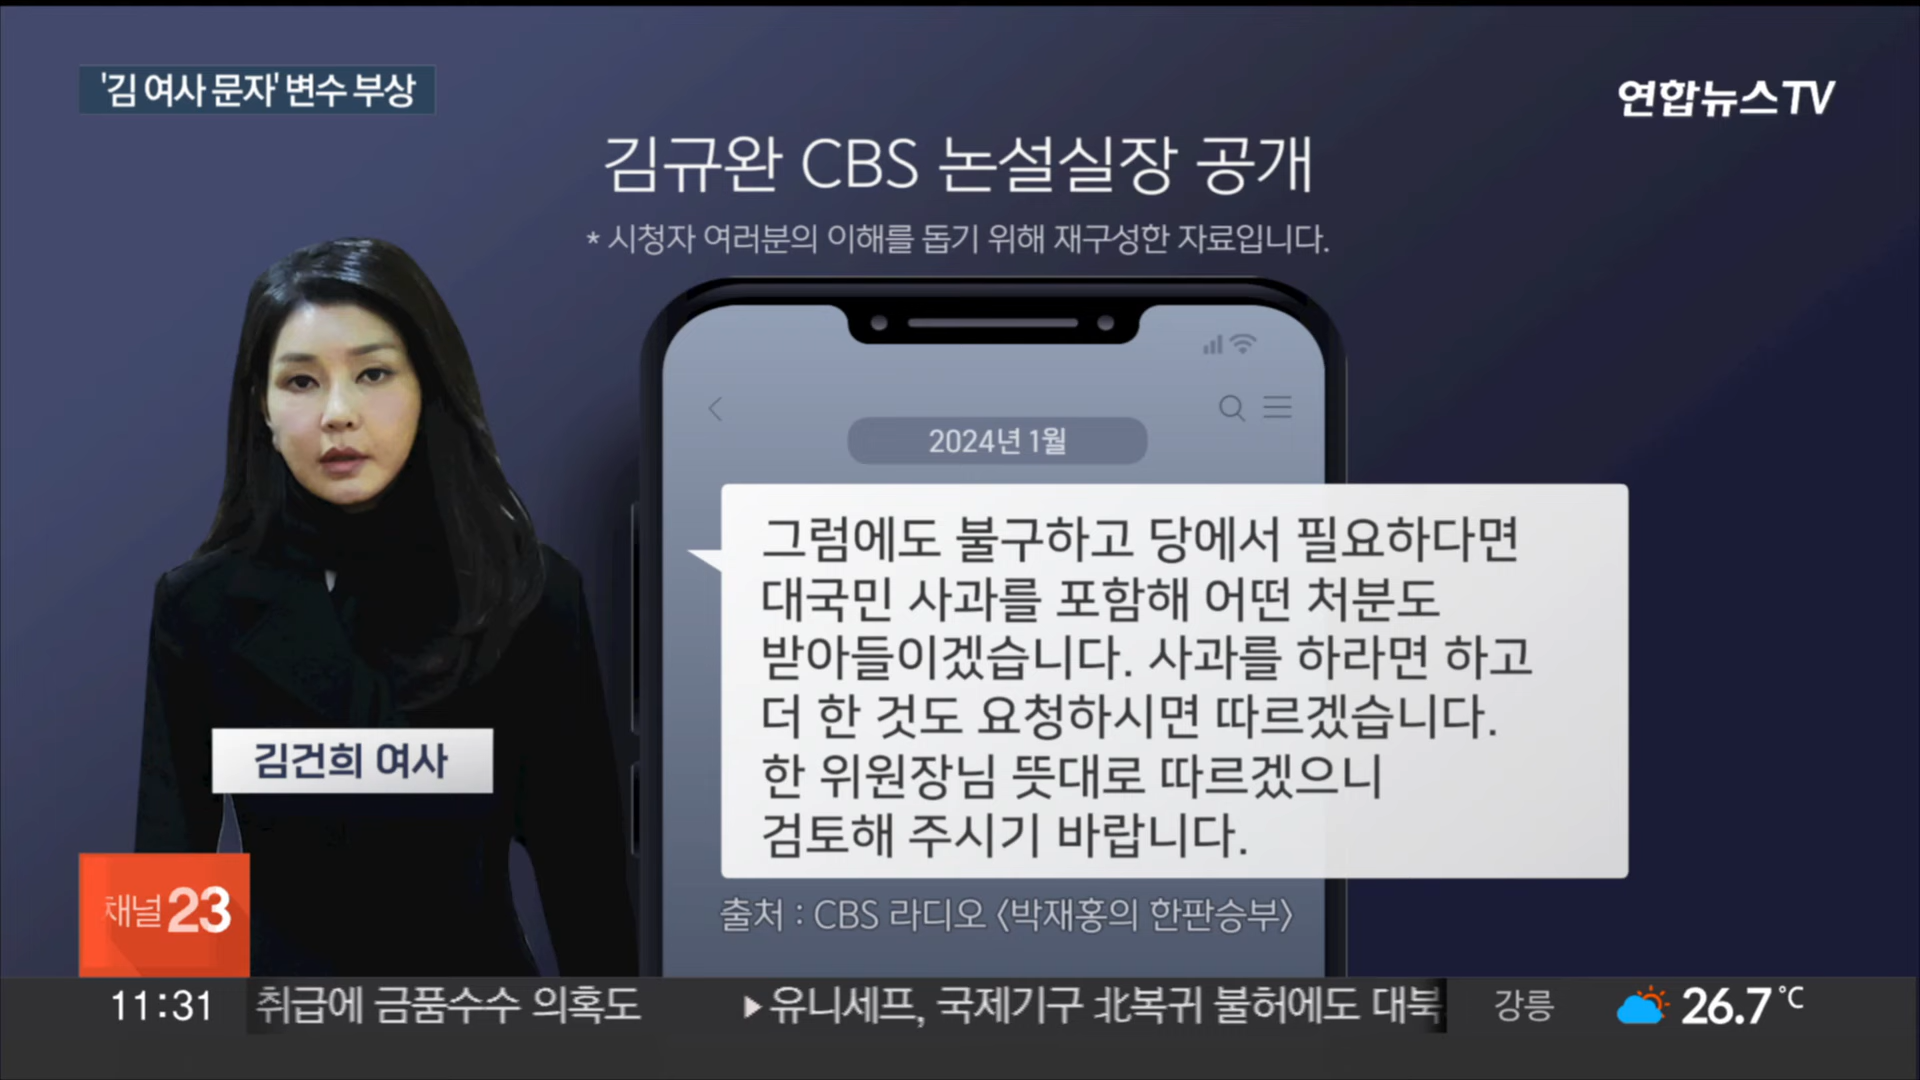 '김 여사 문자' 변수 부상
연합뉴스TV
김규완 CBS 논설실장 공개
* 시청자 여러분의 이해를 돕기 위해 재구성한 자료입니다.
2024년 1월
그럼에도 불구하고 당에서 필요하다면
대국민 사과를 포함해 어떤 처분도
받아들이겠습니다. 사과를 하라면 하고
더 한 것도 요청하시면 따르겠습니다.
한 위원장님 뜻대로 따르겠으니
검토해 주시기 바랍니다.
출처 : CBS 라디오 <박재홍의 한판승부>
김건희 여사
채널 23
11:31 취급에 금품수수 의혹도 ▶유니세프, 국제기구 北복귀 불허에도 대북 강릉 26.7℃